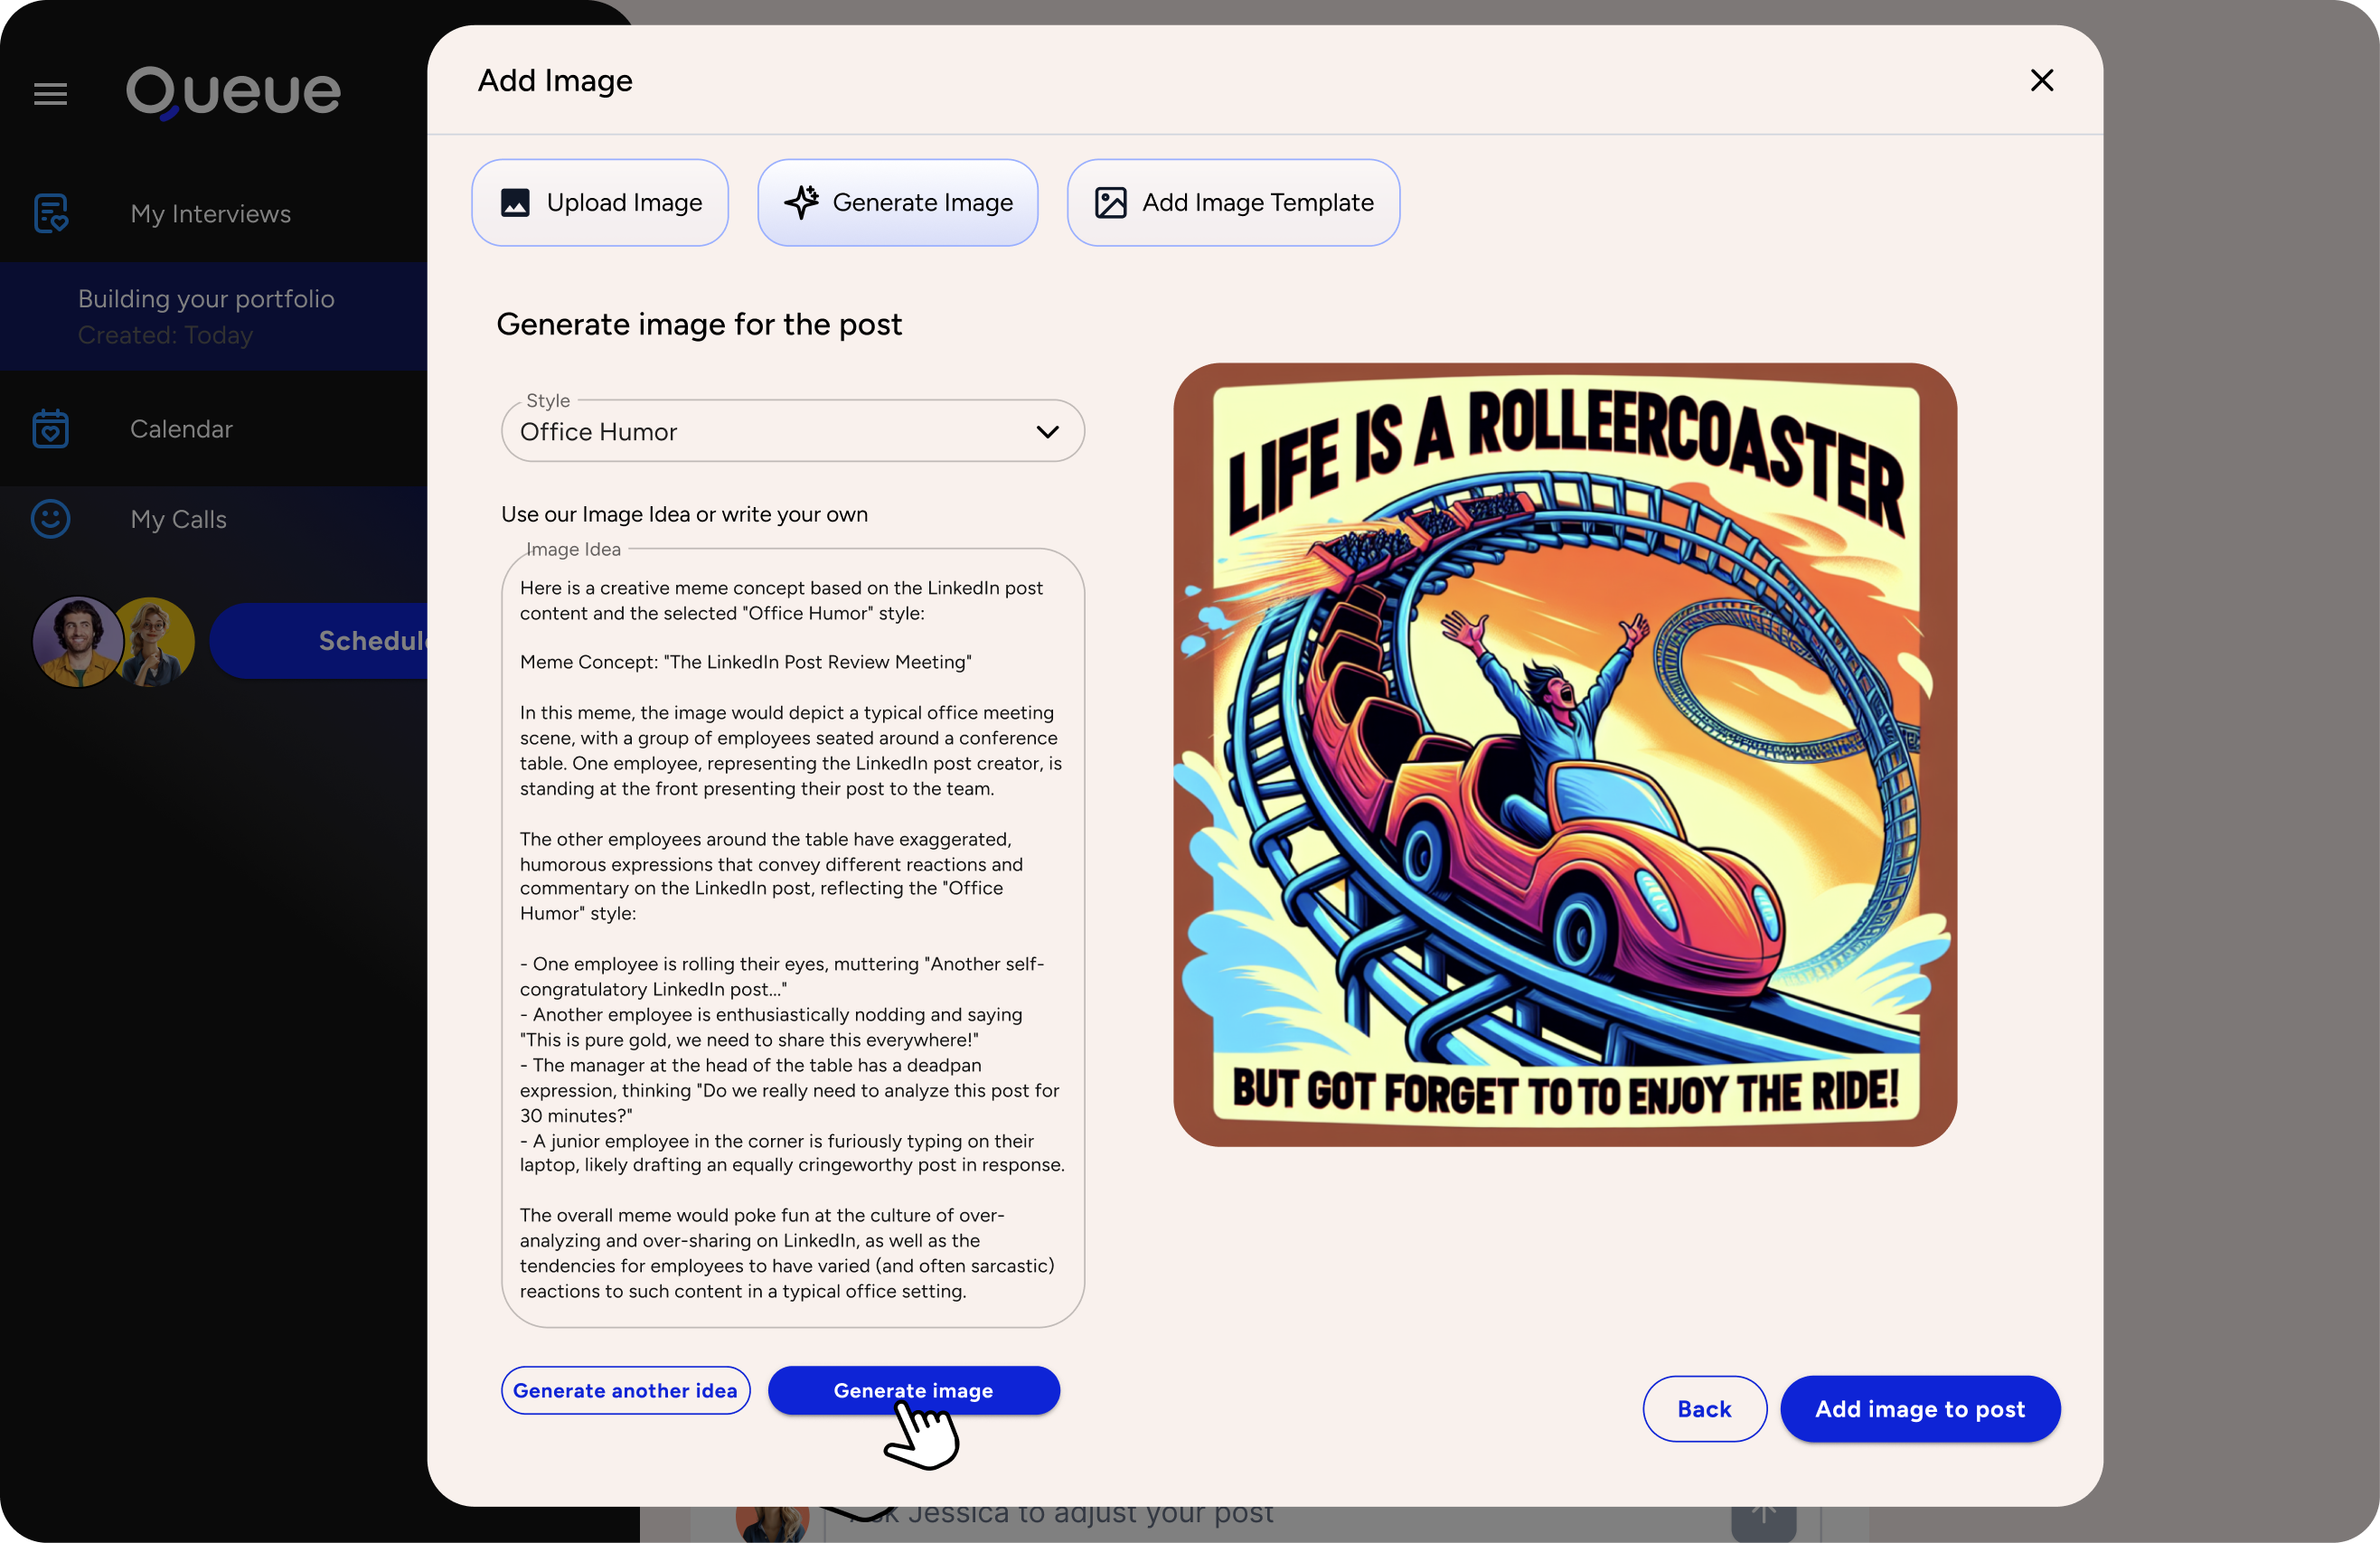 Queue
My Interviews
Building your portfolio
Created: Today
Calendar
My Calls
Add Image
Upload Image
Generate Image
Add Image Template
Generate image for the post
Style
Office Humor
Use our Image Idea or write your own
Image Idea
Here is a creative meme concept based on the LinkedIn post
content and the selected "Office Humor" style:
Meme Concept: "The LinkedIn Post Review Meeting"
In this meme, the image would depict a typical office meeting
scene, with a group of employees seated around a conference
table. One employee, representing the LinkedIn post creator, is
standing at the front presenting their post to the team.
The other employees around the table have exaggerated,
humorous expressions that convey different reactions and
commentary on the LinkedIn post, reflecting the "Office
Humor" style:
- One employee is rolling their eyes, muttering "Another self-
congratulatory LinkedIn post..."
- Another employee is enthusiastically nodding and saying
"This is pure gold, we need to share this everywhere!"
- The manager at the head of the table has a deadpan
expression, thinking "Do we really need to analyze this post for
30 minutes?"
- A junior employee in the corner is furiously typing on their
laptop, likely drafting an equally cringeworthy post in response.
The overall meme would poke fun at the culture of over-
analyzing and over-sharing on LinkedIn, as well as the
tendencies for employees to have varied (and often sarcastic)
reactions to such content in a typical office setting.
Generate another idea
Generate image
LIFE IS A ROLLEERCOASTER
BUT GOT FORGET TO TO ENJOY THE RIDE!
Back
Add image to post
Jessica to adjust your post